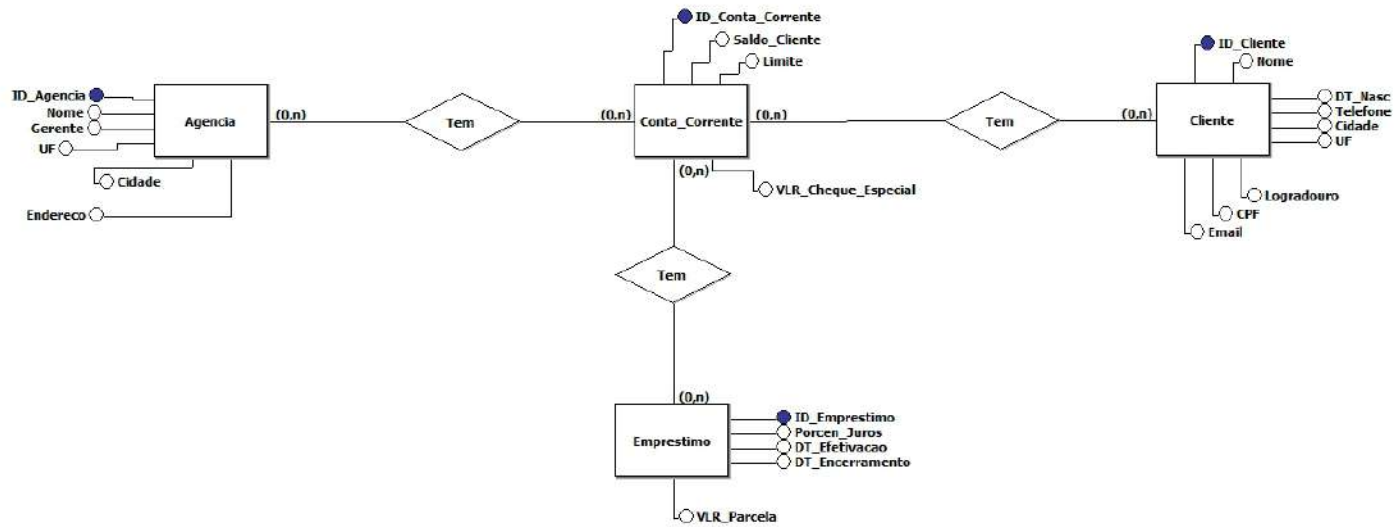 ID_Conta_Corrente
Saldo_Cliente
Limite
ID_Cliente
Nome
ID_Agencia
Nome
Gerente
UF
Cidade
Endereco
Agencia
(0,n)
Tem
(0,n)
Conta_Corrente
(0,n)
Tem
(0,n)
Cliente
DT_Nasc
Telefone
Cidade
UF
(0,n)
VLR_Cheque_Especial
Logradouro
CPF
Email
Tem
(0,n)
Emprestimo
ID_Emprestimo
Porcen_Juros
DT_Efetivacao
DT_Encerramento
VLR_Parcela